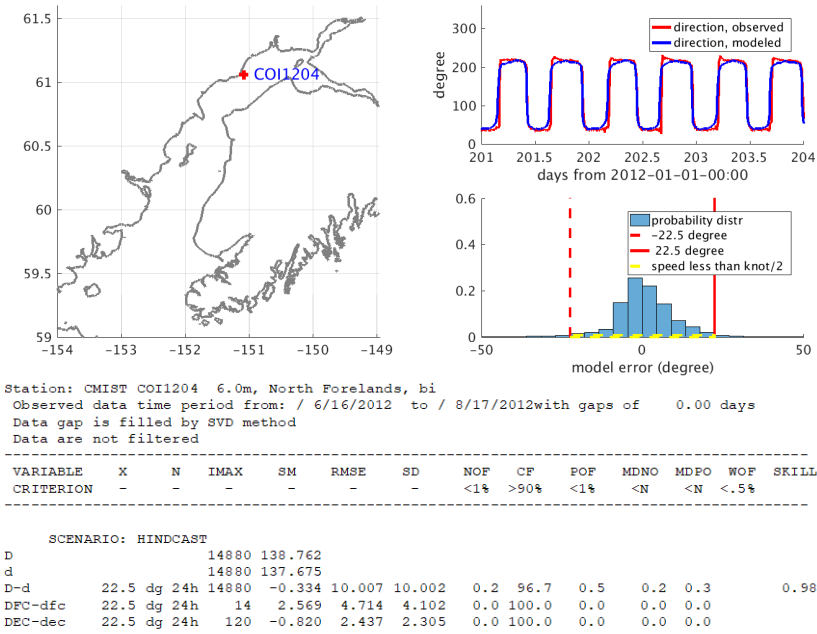 61.5
61
60.5
60
59.5
59
-154 -153 -152 -151 -150 -149
COI1204
degree
300
200
100
0
direction, observed
direction, modeled
201 201.5 202 202.5 203 203.5 204
days from 2012-01-01-00:00
0.6
0.4
0.2
0
probability distr
-22.5 degree
22.5 degree
speed less than knot/2
-50 0 50
model error (degree)
Station: CMIST COI1204 6.0m, North Forelands, bi
Observed data time period from: / 6/16/2012 to / 8/17/2012with gaps of 0.00 days
Data gap is filled by SVD method
Data are not filtered
VARIABLE X N IMAX SM RMSE SD NOF CF POF MDNO MDPO WOF SKILL
CRITERION - - - - - - <1% >90% <1% <N <N <.5%
SCENARIO: HINDCAST
D 14880 138.762
d 14880 137.675
D-d 22.5 dg 24h 14880 -0.334 10.007 10.002 0.2 96.7 0.5 0.2 0.3 0.98
DFC-dfc 22.5 dg 24h 14 2.569 4.714 4.102 0.0 100.0 0.0 0.0 0.0
DEC-dec 22.5 dg 24h 120 -0.820 2.437 2.305 0.0 100.0 0.0 0.0 0.0